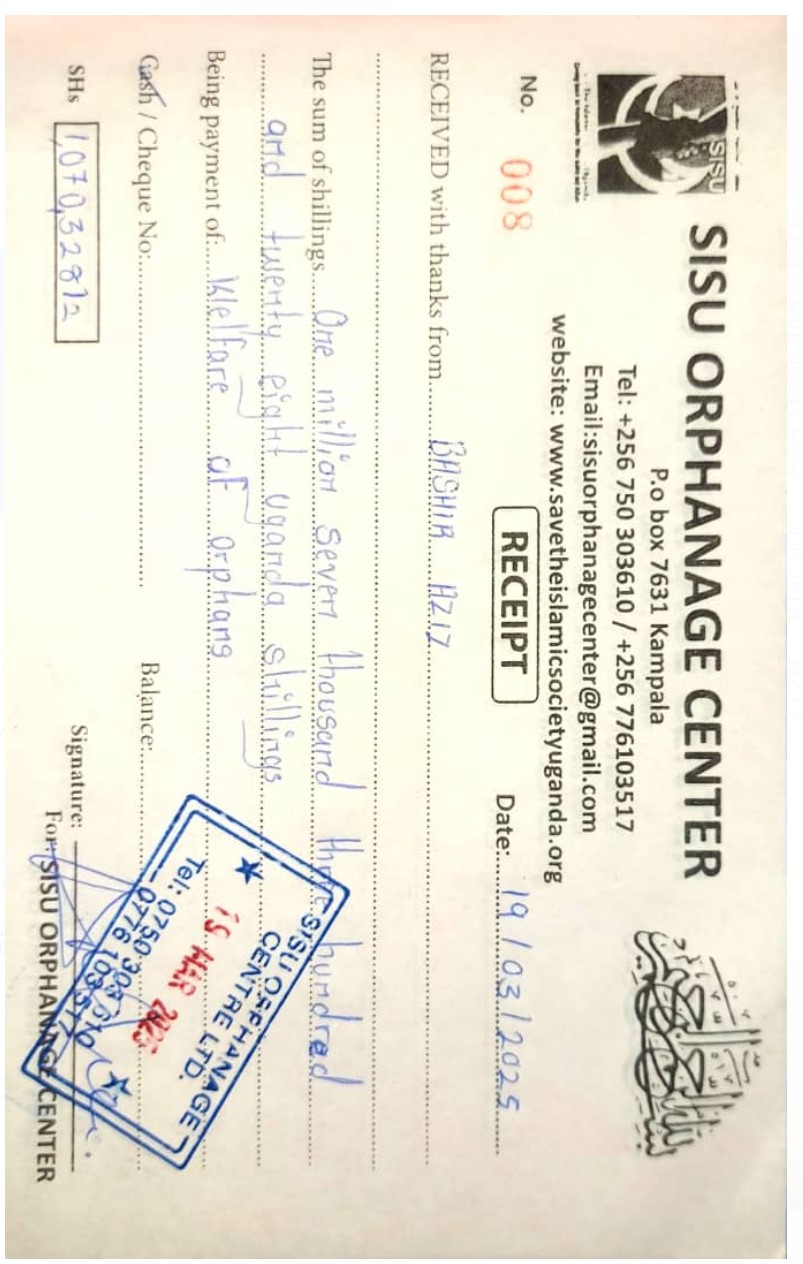 SISU
SISU ORPHANAGE CENTER
P.o box 7631 Kampala
Tel: +256 750 303610 / +256 776103517
Email:sisuorphanagecenter@gmail.com
website: www.savetheislamicsocietyuganda.org
No. 008
RECEIPT
Date: 19/03/2025
RECEIVED with thanks from BASHIR AZIZ
The sum of shillings One million seven thousand three hundred
and twenty eight uganda shillings
Being payment of: Welfare of orphans
Cash / Cheque No:
Balance:
SHs 1,070,328/=
Signature:
For: SISU ORPHANAGE CENTER
SISU ORPHANAGE
CENTRE LTD.
MAR 2025
Tel: 0750 303610
0776 103517